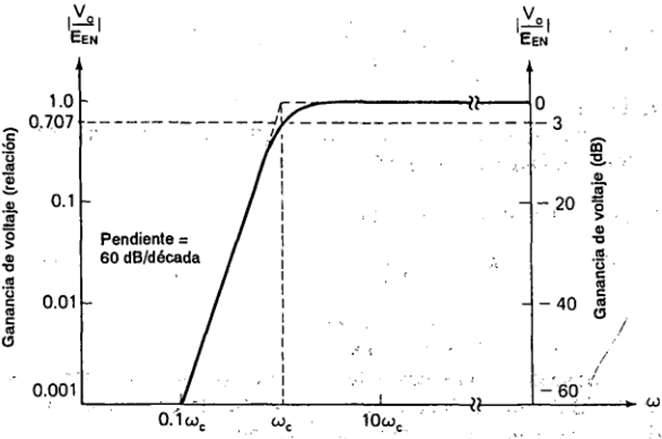 |Vo/EEN|
|Vo/EEN|
Ganancia de voltaje (relación)
1.0
0.707
0.1
0.01
0.001
Pendiente =
60 dB/década
0
−3
−20
−40
−60
Ganancia de voltaje (dB)
0.1ωc
ωc
10ωc
ω